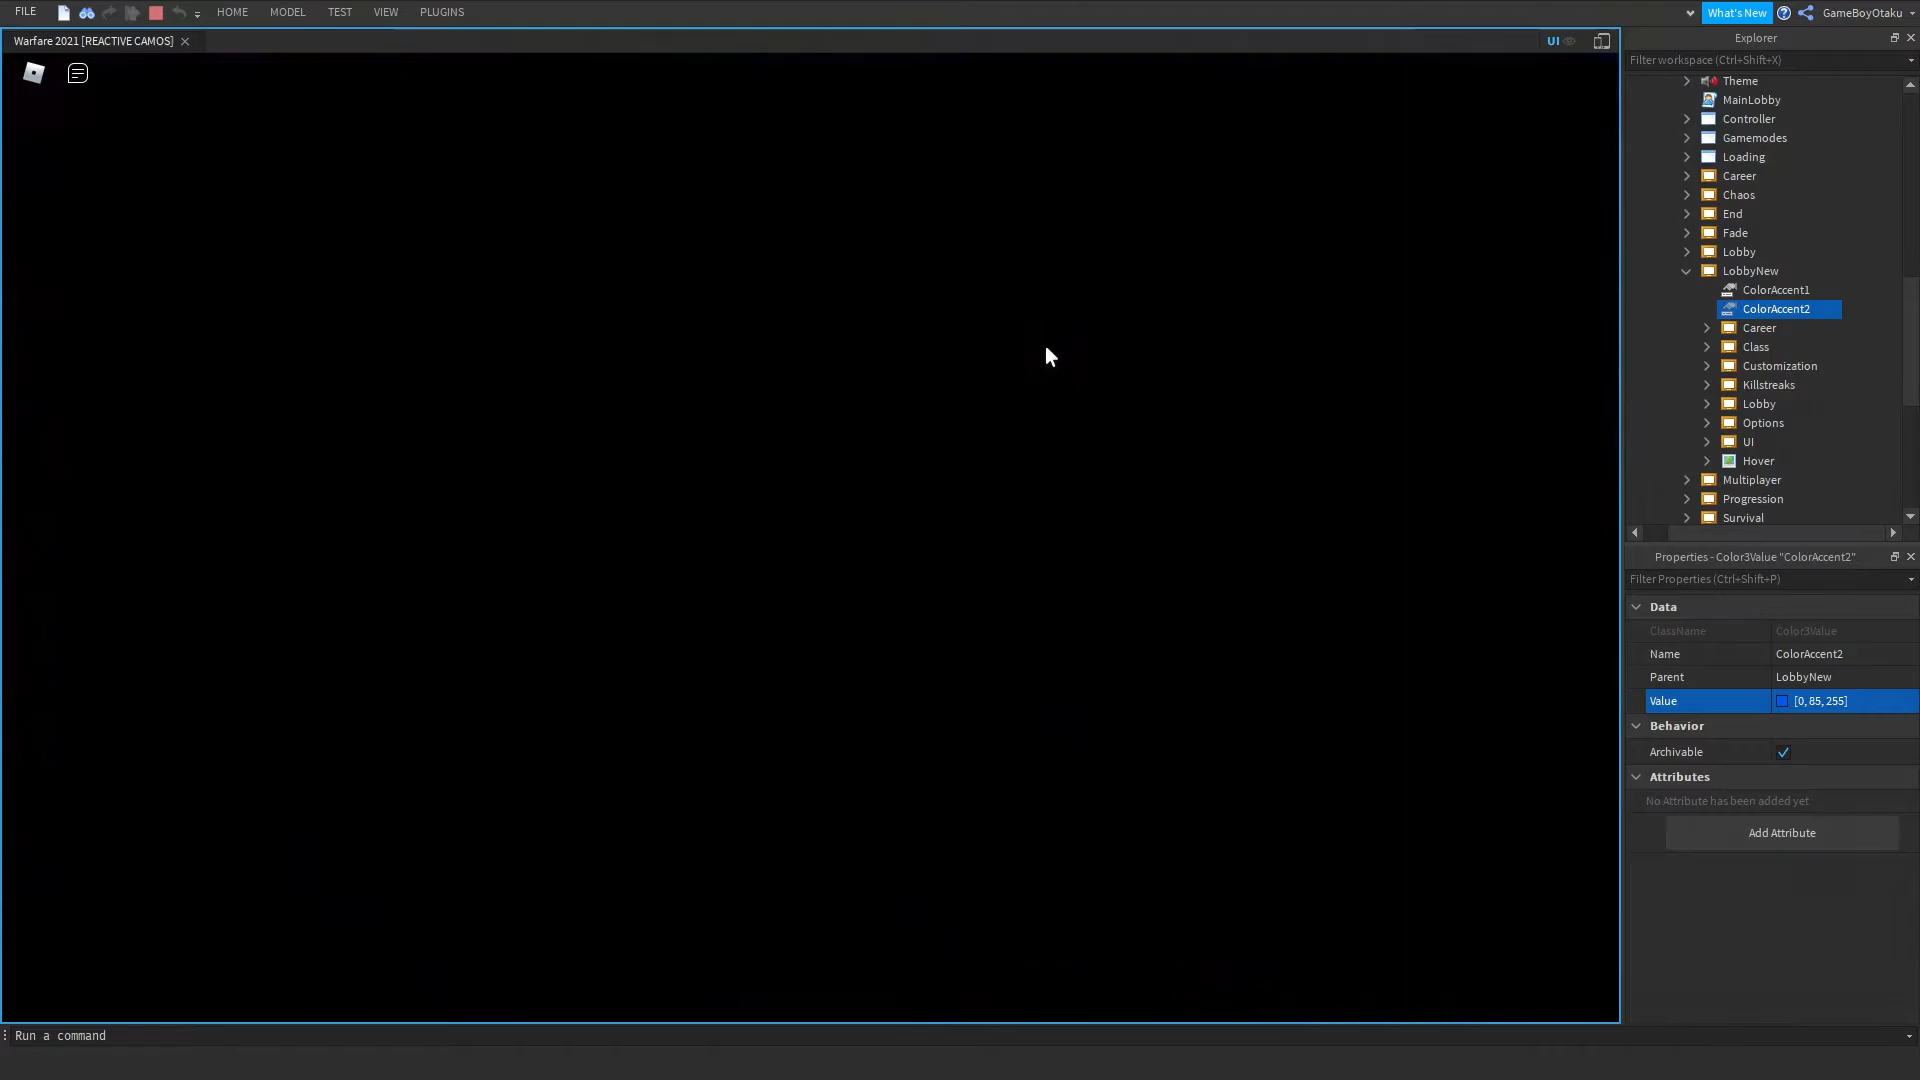 FILE HOME MODEL TEST VIEW PLUGINS What's New GameBoyOtaku
Warfare 2021 [REACTIVE CAMOS] UI
Explorer
Filter workspace (Ctrl+Shift+X)
Theme
MainLobby
Controller
Gamemodes
Loading
Career
Chaos
End
Fade
Lobby
LobbyNew
ColorAccent1
ColorAccent2
Career
Class
Customization
Killstreaks
Lobby
Options
UI
Hover
Multiplayer
Progression
Survival
Properties - Color3Value "ColorAccent2"
Filter Properties (Ctrl+Shift+P)
Data
ClassName Color3Value
Name ColorAccent2
Parent LobbyNew
Value [0, 85, 255]
Behavior
Archivable
Attributes
No Attribute has been added yet
Add Attribute
Run a command